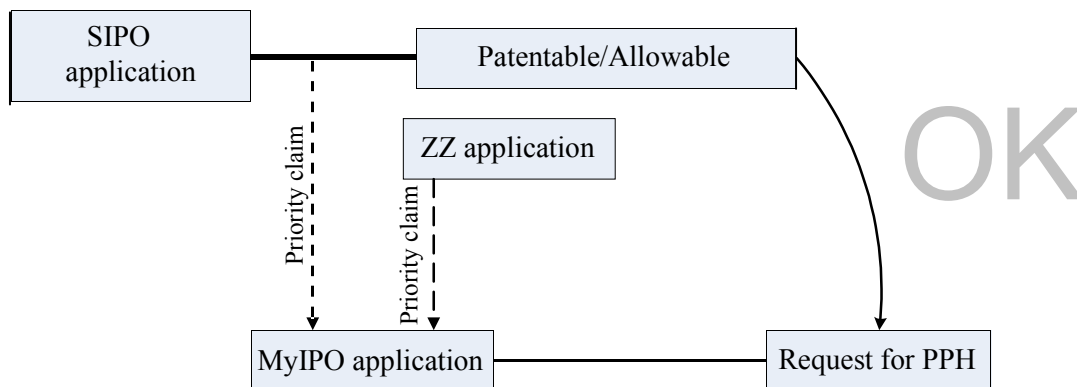 SIPO
application
Patentable/Allowable
ZZ application
OK
Priority claim
Priority claim
MyIPO application
Request for PPH